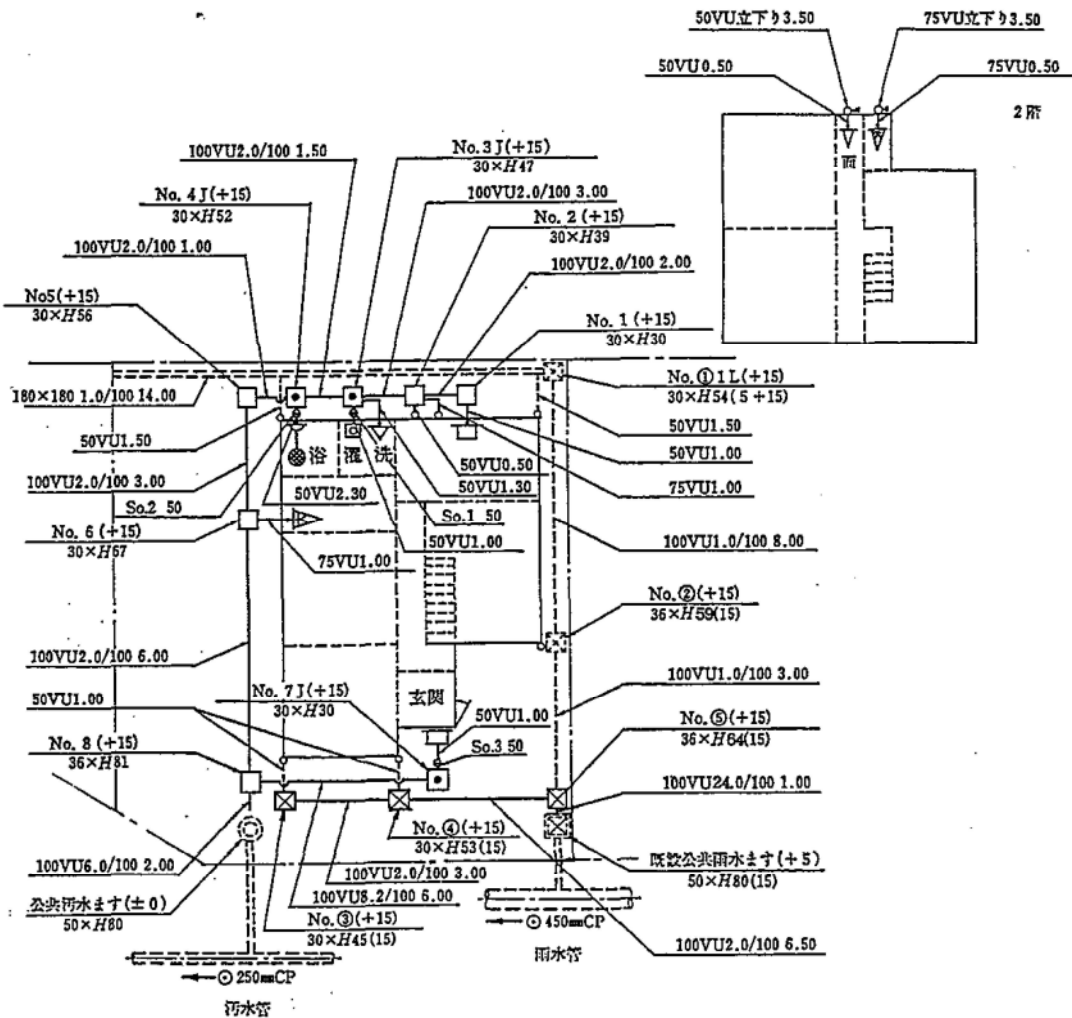 50VU立下り3.50
75VU立下り3.50
50VU0.50
75VU0.50
2階
面
100VU2.0/100 1.50
No.3 J(+15)
30×H47
No. 4 J(+15)
30×H52
100VU2.0/100 3.00
No. 2 (+15)
30×H39
100VU2.0/100 1.00
100VU2.0/100 2.00
No5(+15)
30×H56
No. 1 (+15)
30×H30
No.①1L(+15)
30×H54(5+15)
180×180 1.0/100 14.00
50VU1.50
50VU1.50
浴
濯
洗
50VU0.50
50VU1.00
100VU2.0/100 3.00
50VU1.30
75VU1.00
So.2 50
50VU2.30
So.1 50
No. 6 (+15)
30×H67
50VU1.00
100VU1.0/100 8.00
75VU1.00
No.②(+15)
36×H59(15)
100VU2.0/100 6.00
No. 7 J(+15)
30×H30
玄関
100VU1.0/100 3.00
50VU1.00
50VU1.00
No.⑤(+15)
36×H64(15)
No. 8 (+15)
36×H81
So.3 50
100VU24.0/100 1.00
No.④(+15)
30×H53(15)
既設公共雨水ます(+5)
50×H80(15)
100VU6.0/100 2.00
100VU2.0/100 3.00
100VU8.2/100 6.00
公共汚水ます(±0)
50×H80
No.③(+15)
30×H45(15)
450mmCP
雨水管
100VU2.0/100 6.50
250mmCP
汚水管